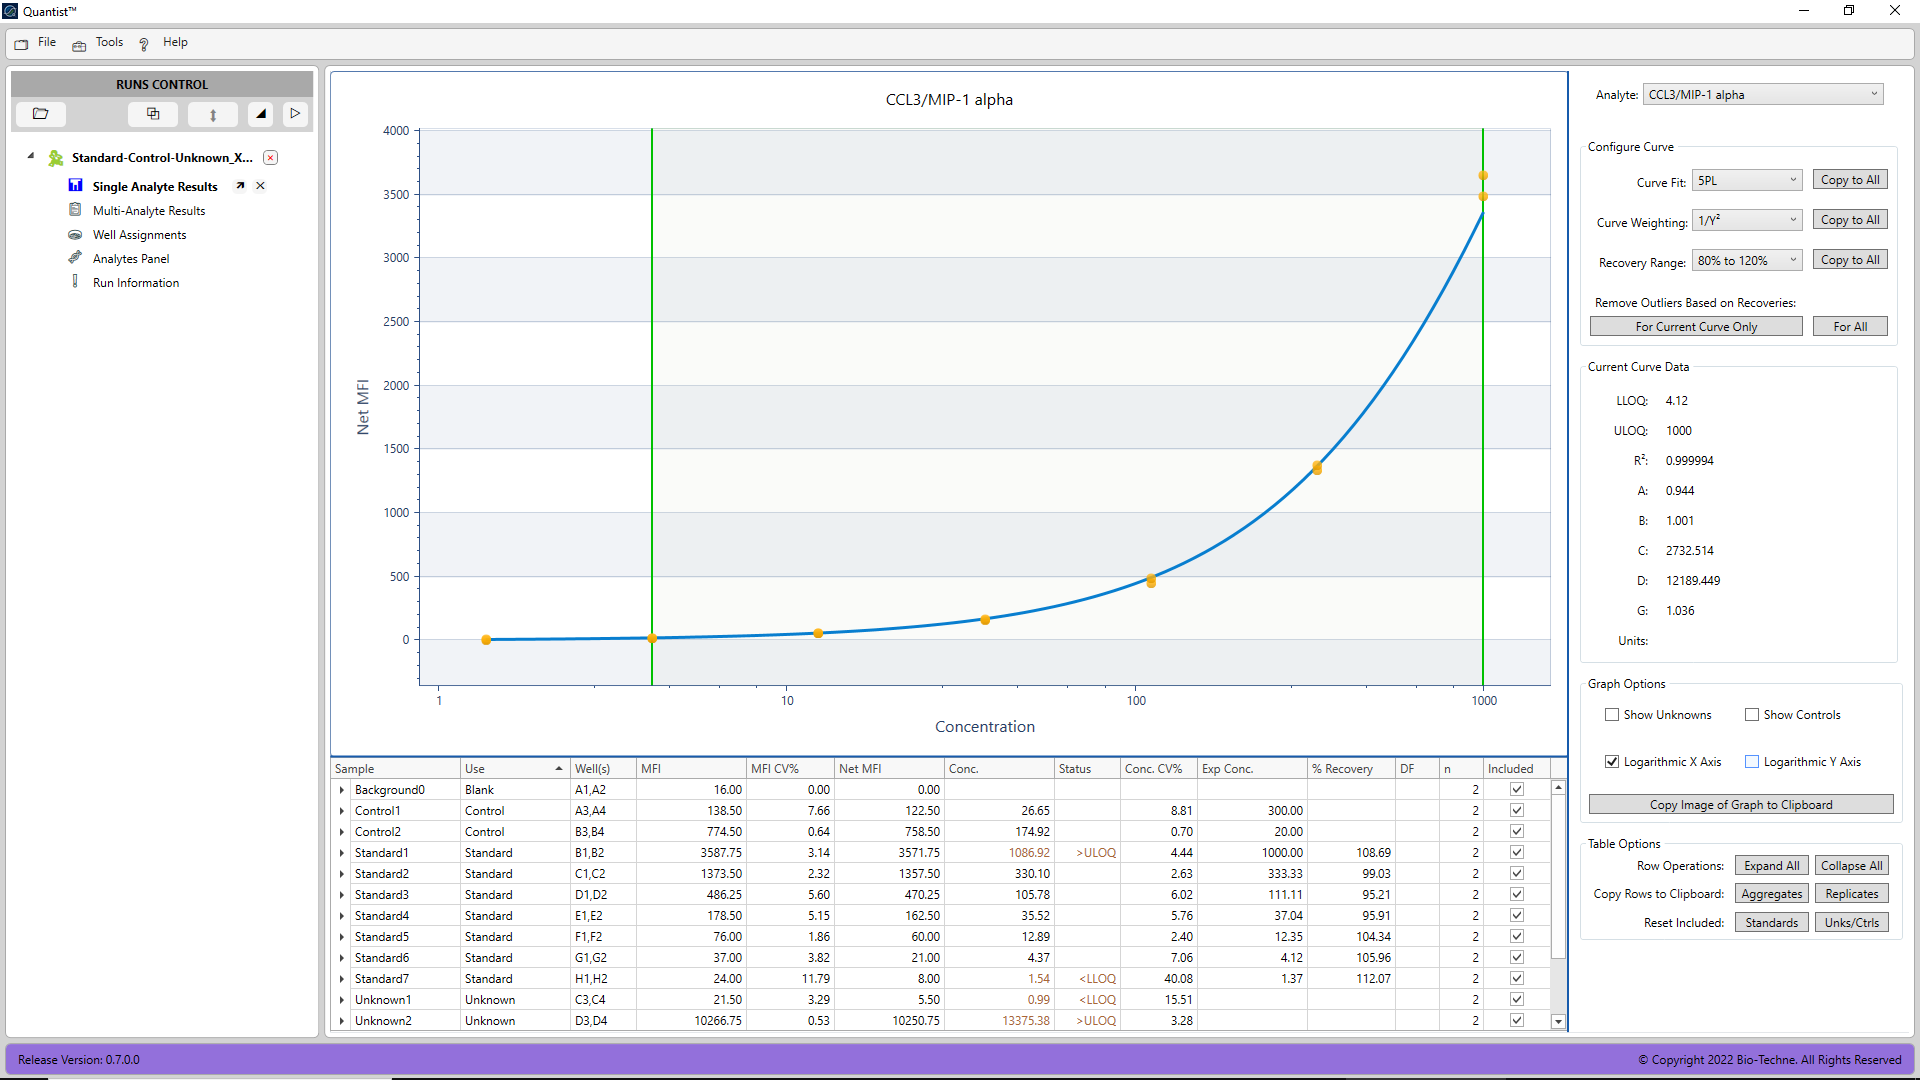 Quantist™
File Tools Help
RUNS CONTROL
Standard-Control-Unknown_X...
Single Analyte Results
Multi-Analyte Results
Well Assignments
Analytes Panel
Run Information
CCL3/MIP-1 alpha
4000
3500
3000
2500
2000
1500
1000
500
0
Net MFI
1 10 100 1000
Concentration
Sample Use Well(s) MFI MFI CV% Net MFI Conc. Status Conc. CV% Exp Conc. % Recovery DF n Included
Background0 Blank A1,A2 16.00 0.00 0.00 2
Control1 Control A3,A4 138.50 7.66 122.50 26.65 8.81 300.00 2
Control2 Control B3,B4 774.50 0.64 758.50 174.92 0.70 20.00 2
Standard1 Standard B1,B2 3587.75 3.14 3571.75 1086.92 >ULOQ 4.44 1000.00 108.69 2
Standard2 Standard C1,C2 1373.50 2.32 1357.50 330.10 2.63 333.33 99.03 2
Standard3 Standard D1,D2 486.25 5.60 470.25 105.78 6.02 111.11 95.21 2
Standard4 Standard E1,E2 178.50 5.15 162.50 35.52 5.76 37.04 95.91 2
Standard5 Standard F1,F2 76.00 1.86 60.00 12.89 2.40 12.35 104.34 2
Standard6 Standard G1,G2 37.00 3.82 21.00 4.37 7.06 4.12 105.96 2
Standard7 Standard H1,H2 24.00 11.79 8.00 1.54 <LLOQ 40.08 1.37 112.07 2
Unknown1 Unknown C3,C4 21.50 3.29 5.50 0.99 <LLOQ 15.51 2
Unknown2 Unknown D3,D4 10266.75 0.53 10250.75 13375.38 >ULOQ 3.28 2
Analyte: CCL3/MIP-1 alpha
Configure Curve
Curve Fit: 5PL Copy to All
Curve Weighting: 1/Y² Copy to All
Recovery Range: 80% to 120% Copy to All
Remove Outliers Based on Recoveries:
For Current Curve Only For All
Current Curve Data
LLOQ: 4.12
ULOQ: 1000
R²: 0.999994
A: 0.944
B: 1.001
C: 2732.514
D: 12189.449
G: 1.036
Units:
Graph Options
Show Unknowns Show Controls
Logarithmic X Axis Logarithmic Y Axis
Copy Image of Graph to Clipboard
Table Options
Row Operations: Expand All Collapse All
Copy Rows to Clipboard: Aggregates Replicates
Reset Included: Standards Unks/Ctrls
Release Version: 0.7.0.0
© Copyright 2022 Bio-Techne. All Rights Reserved